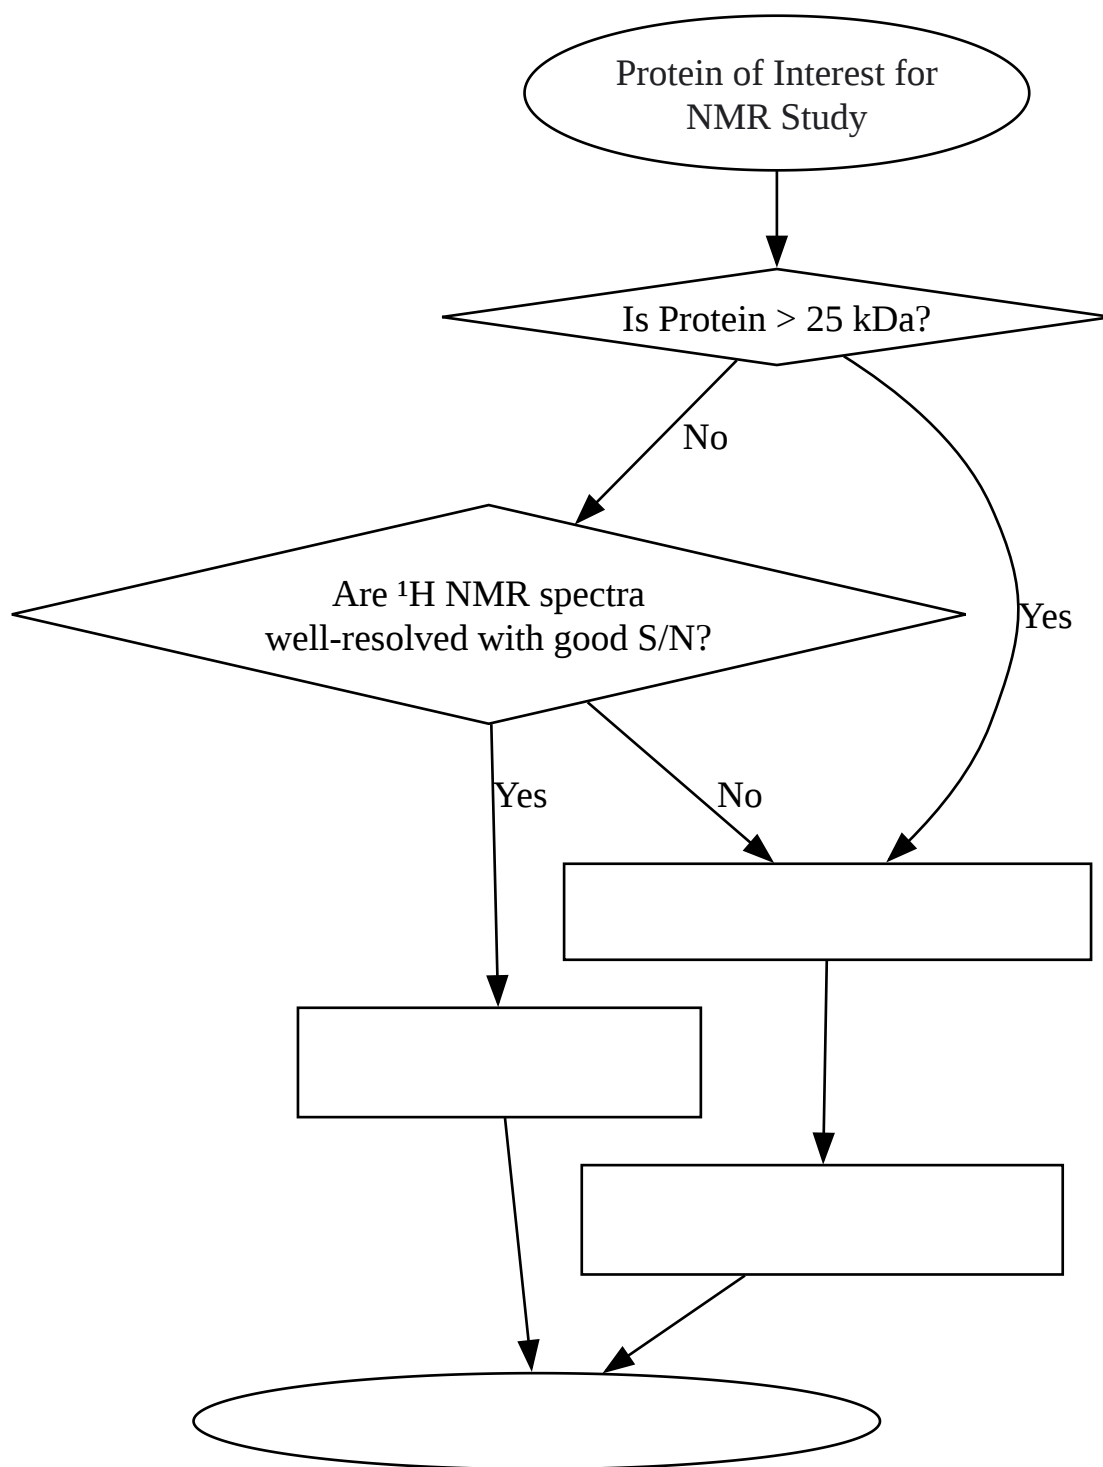 Protein of Interest for
NMR Study
Is Protein > 25 kDa?
No
Are ¹H NMR spectra
well-resolved with good S/N?
Yes
Yes
No